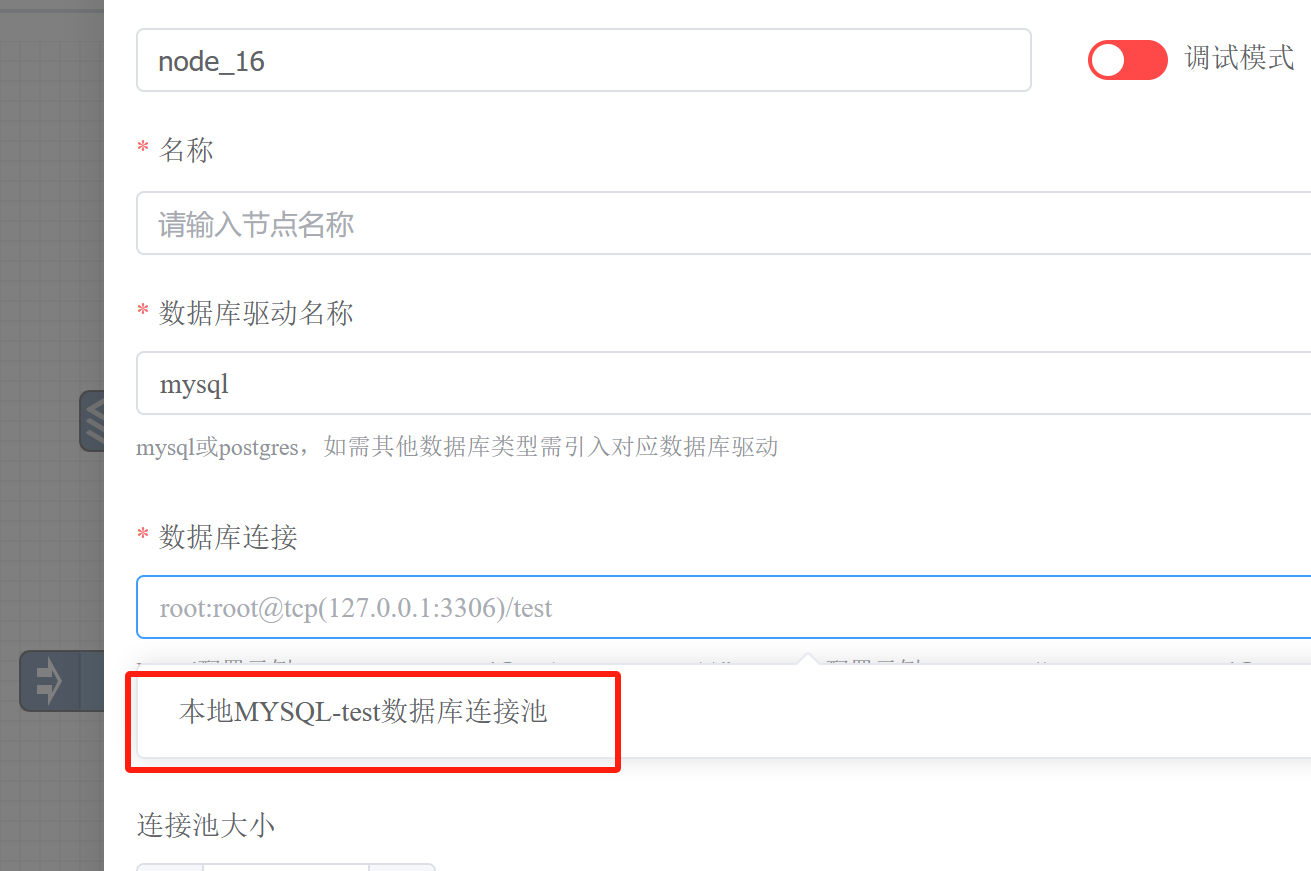 node_16
调试模式
* 名称
请输入节点名称
* 数据库驱动名称
mysql
mysql或postgres，如需其他数据库类型需引入对应数据库驱动
* 数据库连接
root:root@tcp(127.0.0.1:3306)/test
本地MYSQL-test数据库连接池
连接池大小